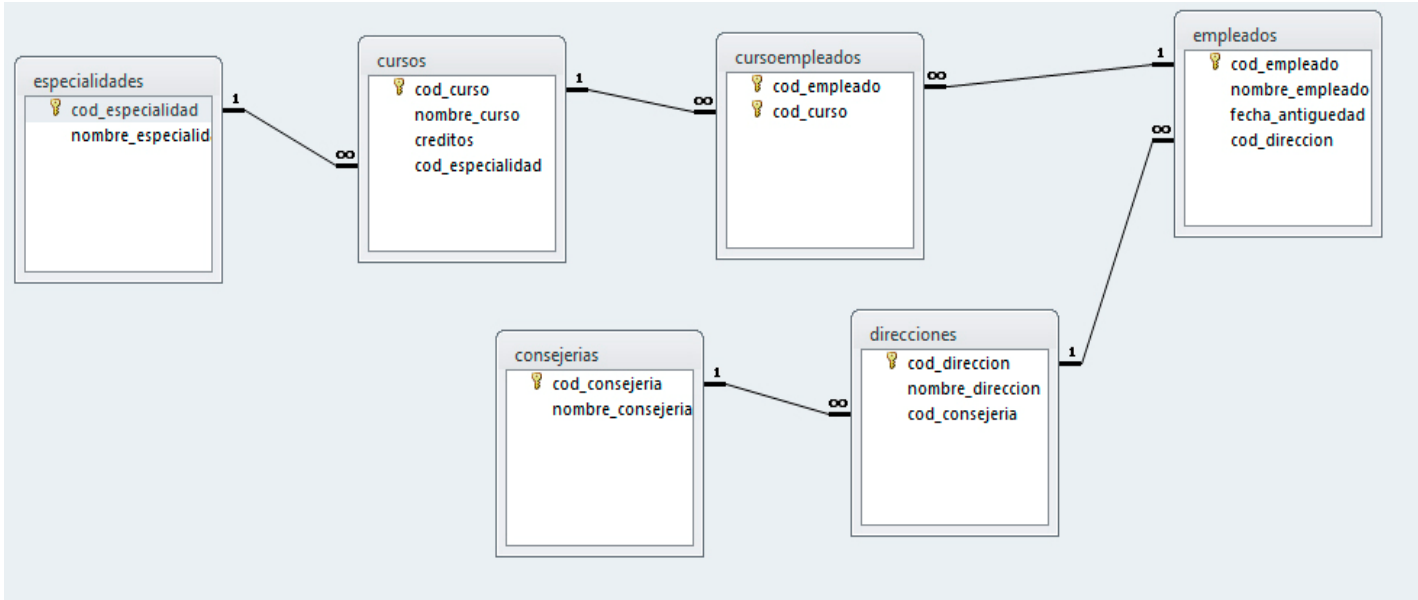 especialidades
cod_especialidad
nombre_especialid
1
∞
cursos
cod_curso
nombre_curso
creditos
cod_especialidad
1
∞
cursoempleados
cod_empleado
cod_curso
∞
1
empleados
cod_empleado
nombre_empleado
fecha_antiguedad
cod_direccion
∞
consejerias
cod_consejeria
nombre_consejeria
1
∞
direcciones
cod_direccion
nombre_direccion
cod_consejeria
1